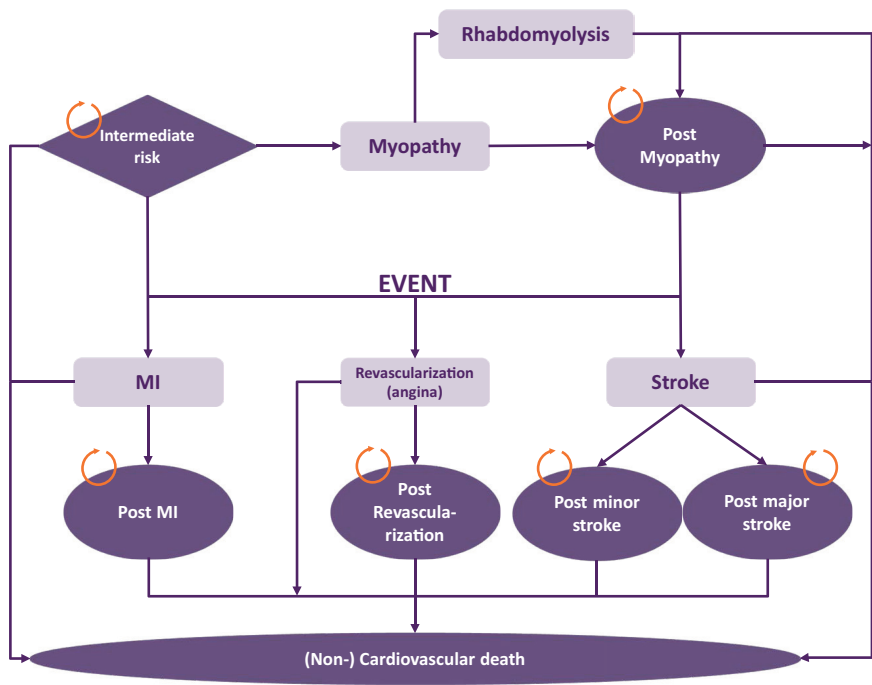 Rhabdomyolysis
Intermediate
risk
Myopathy
Post
Myopathy
EVENT
MI
Revascularization
(angina)
Stroke
Post MI
Post
Revascula-
rization
Post minor
stroke
Post major
stroke
(Non-) Cardiovascular death